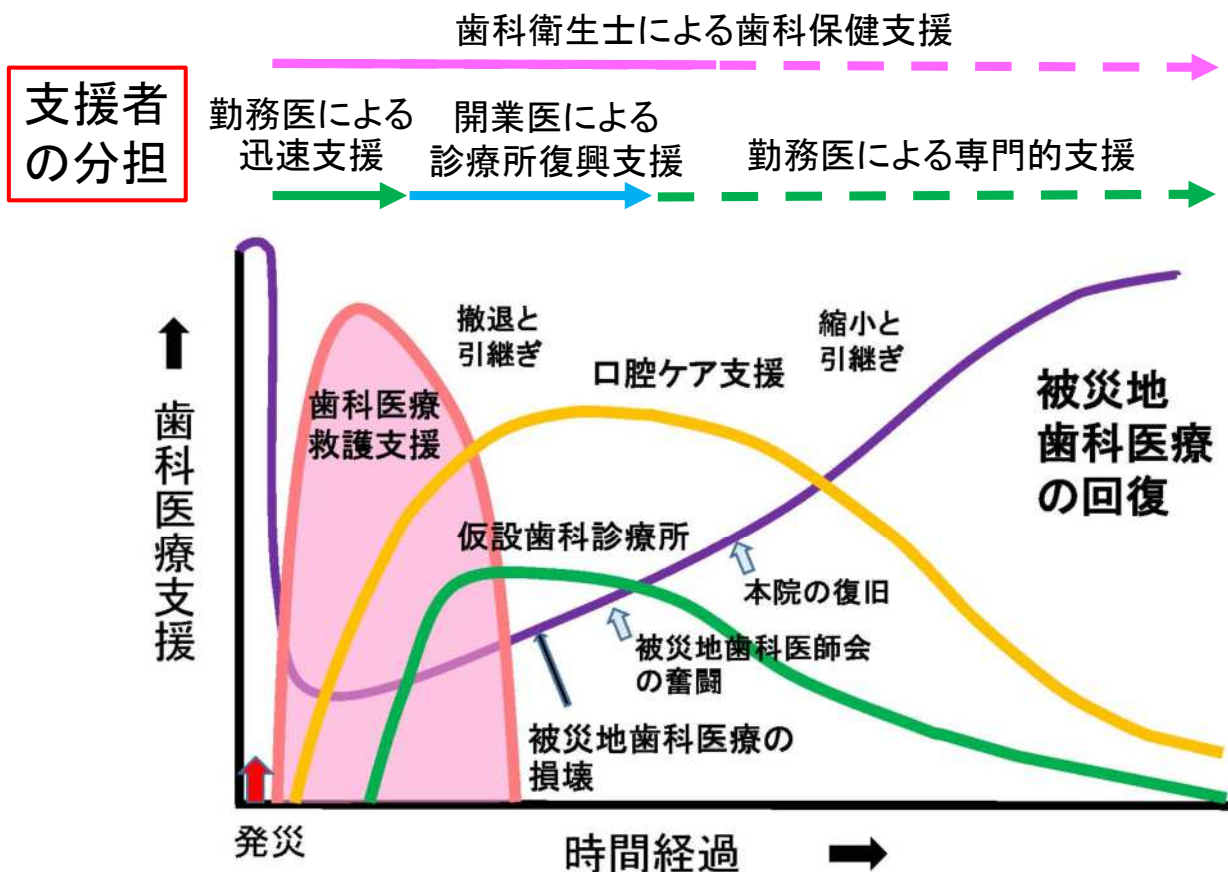 歯科衛生士による歯科保健支援
支援者
の分担
勤務医による
迅速支援
開業医による
診療所復興支援
勤務医による専門的支援
歯科医療支援
撤退と
引継ぎ
縮小と
引継ぎ
口腔ケア支援
歯科医療
救護支援
被災地
歯科医療
の回復
仮設歯科診療所
本院の復旧
被災地歯科医師会
の奮闘
被災地歯科医療の
損壊
発災
時間経過